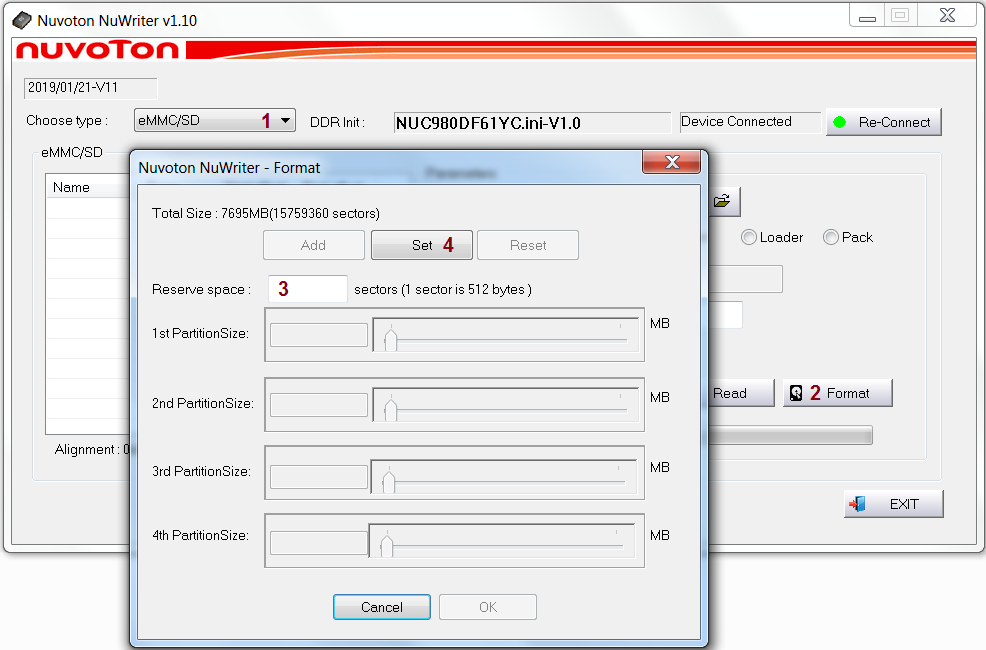 Nuvoton NuWriter v1.10
nuvoTon
2019/01/21-V11
Choose type : eMMC/SD 1 DDR Init : NUC980DF61YC.ini-V1.0 Device Connected Re-Connect
eMMC/SD
Nuvoton NuWriter - Format
Parameters
Name
Total Size : 7695MB(15759360 sectors)
Add Set 4 Reset
Loader Pack
Reserve space : 3 sectors (1 sector is 512 bytes )
1st PartitionSize: MB
2nd PartitionSize: MB
Read 2 Format
Alignment : 0
3rd PartitionSize: MB
4th PartitionSize: MB
EXIT
Cancel OK